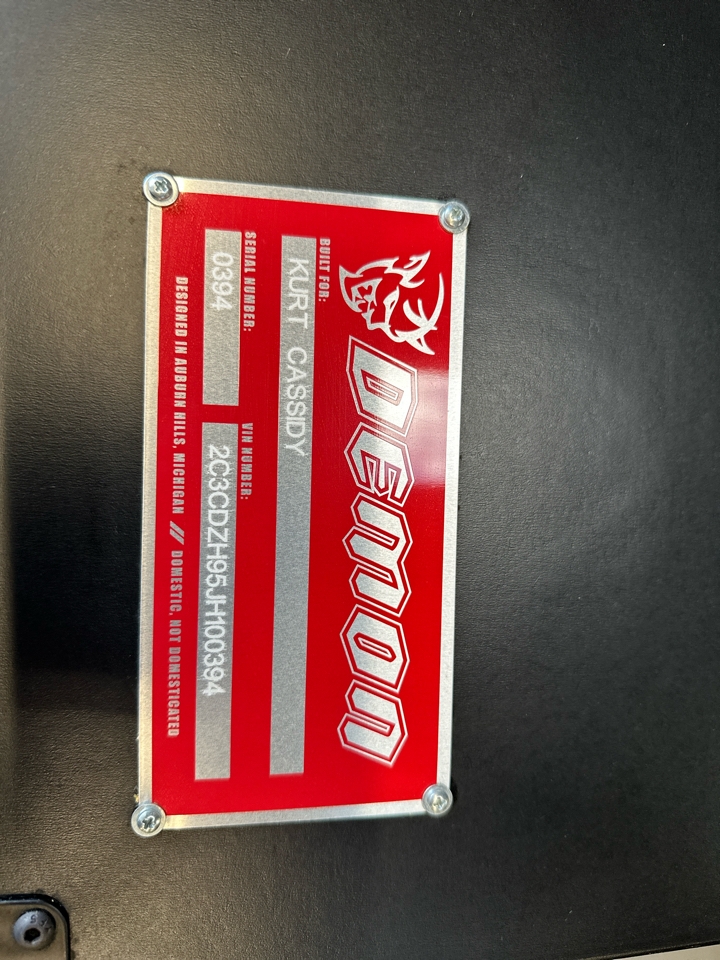 DEMON
BUILT FOR:
KURT CASSIDY
SERIAL NUMBER: VIN NUMBER:
0394 2C3CDZH95JH100394
DESIGNED IN AUBURN HILLS, MICHIGAN // DOMESTIC. NOT DOMESTICATED